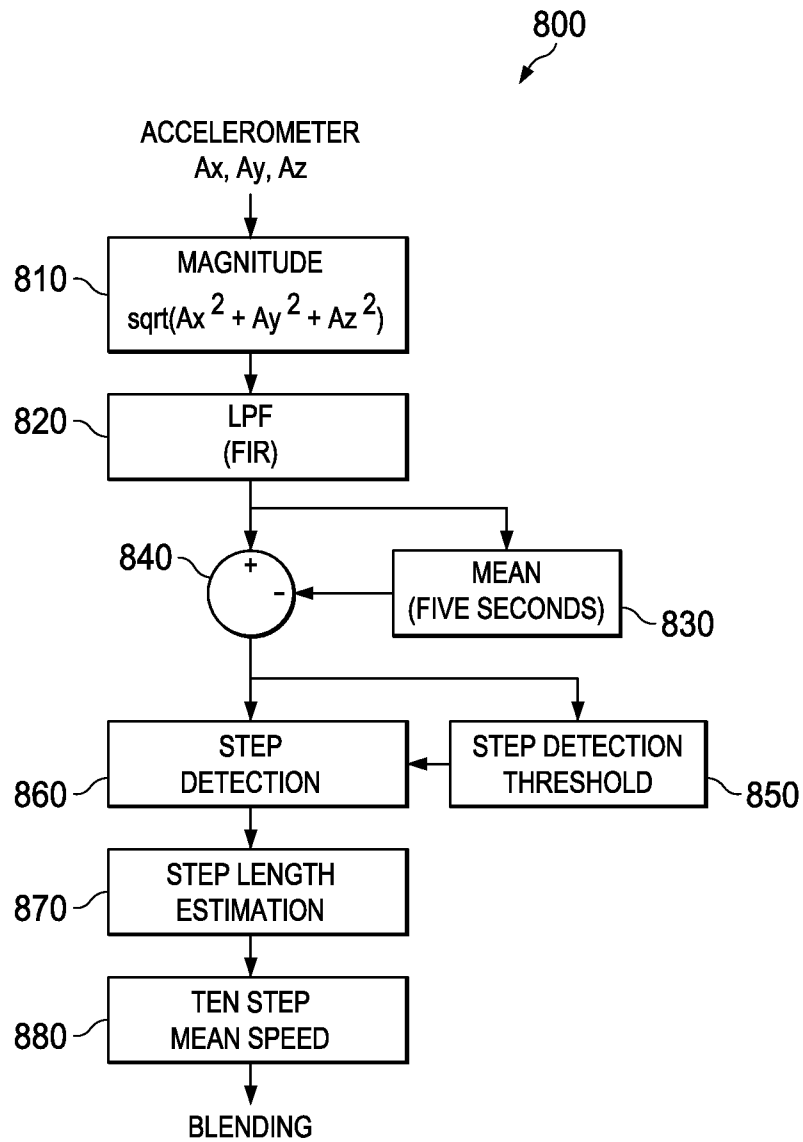 800
ACCELEROMETER
Ax, Ay, Az
810
MAGNITUDE
sqrt(Ax 2 + Ay 2 + Az 2)
820
LPF
(FIR)
840
+
-
MEAN
(FIVE SECONDS)
830
STEP
DETECTION
860
STEP DETECTION
THRESHOLD
850
STEP LENGTH
ESTIMATION
870
TEN STEP
MEAN SPEED
880
BLENDING